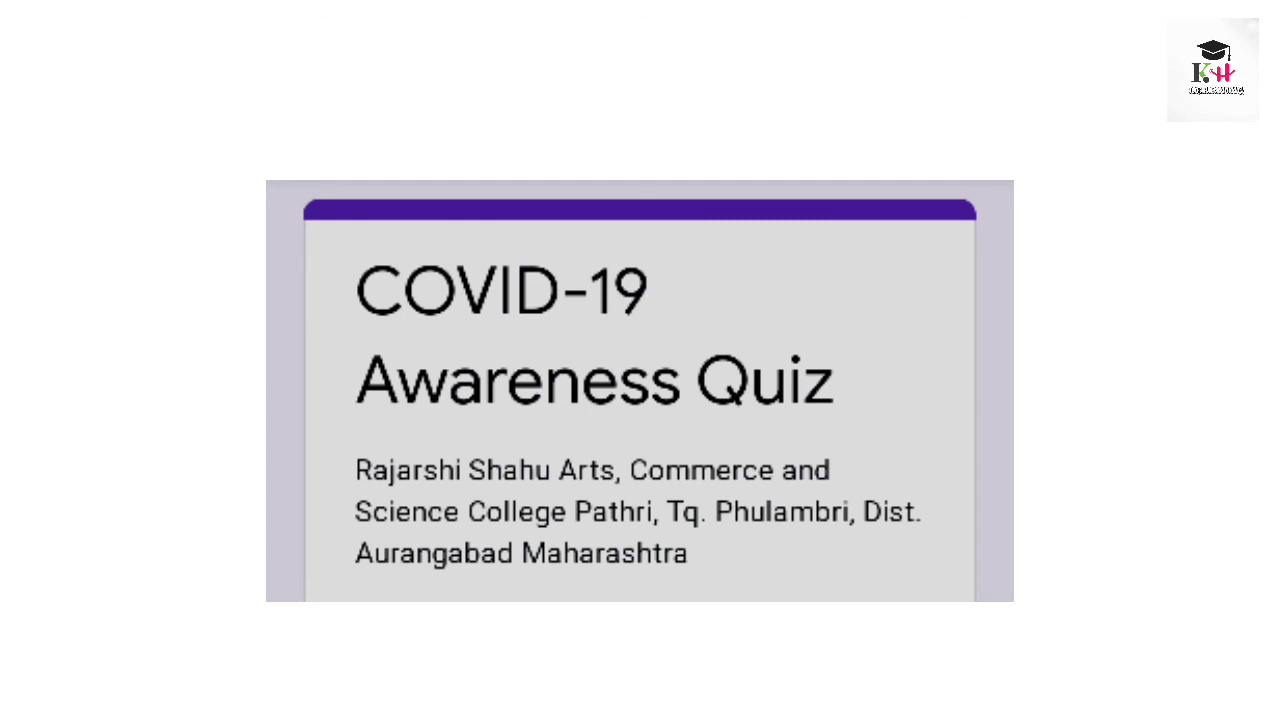 COVID-19
Awareness Quiz
Rajarshi Shahu Arts, Commerce and
Science College Pathri, Tq. Phulambri, Dist.
Aurangabad Maharashtra